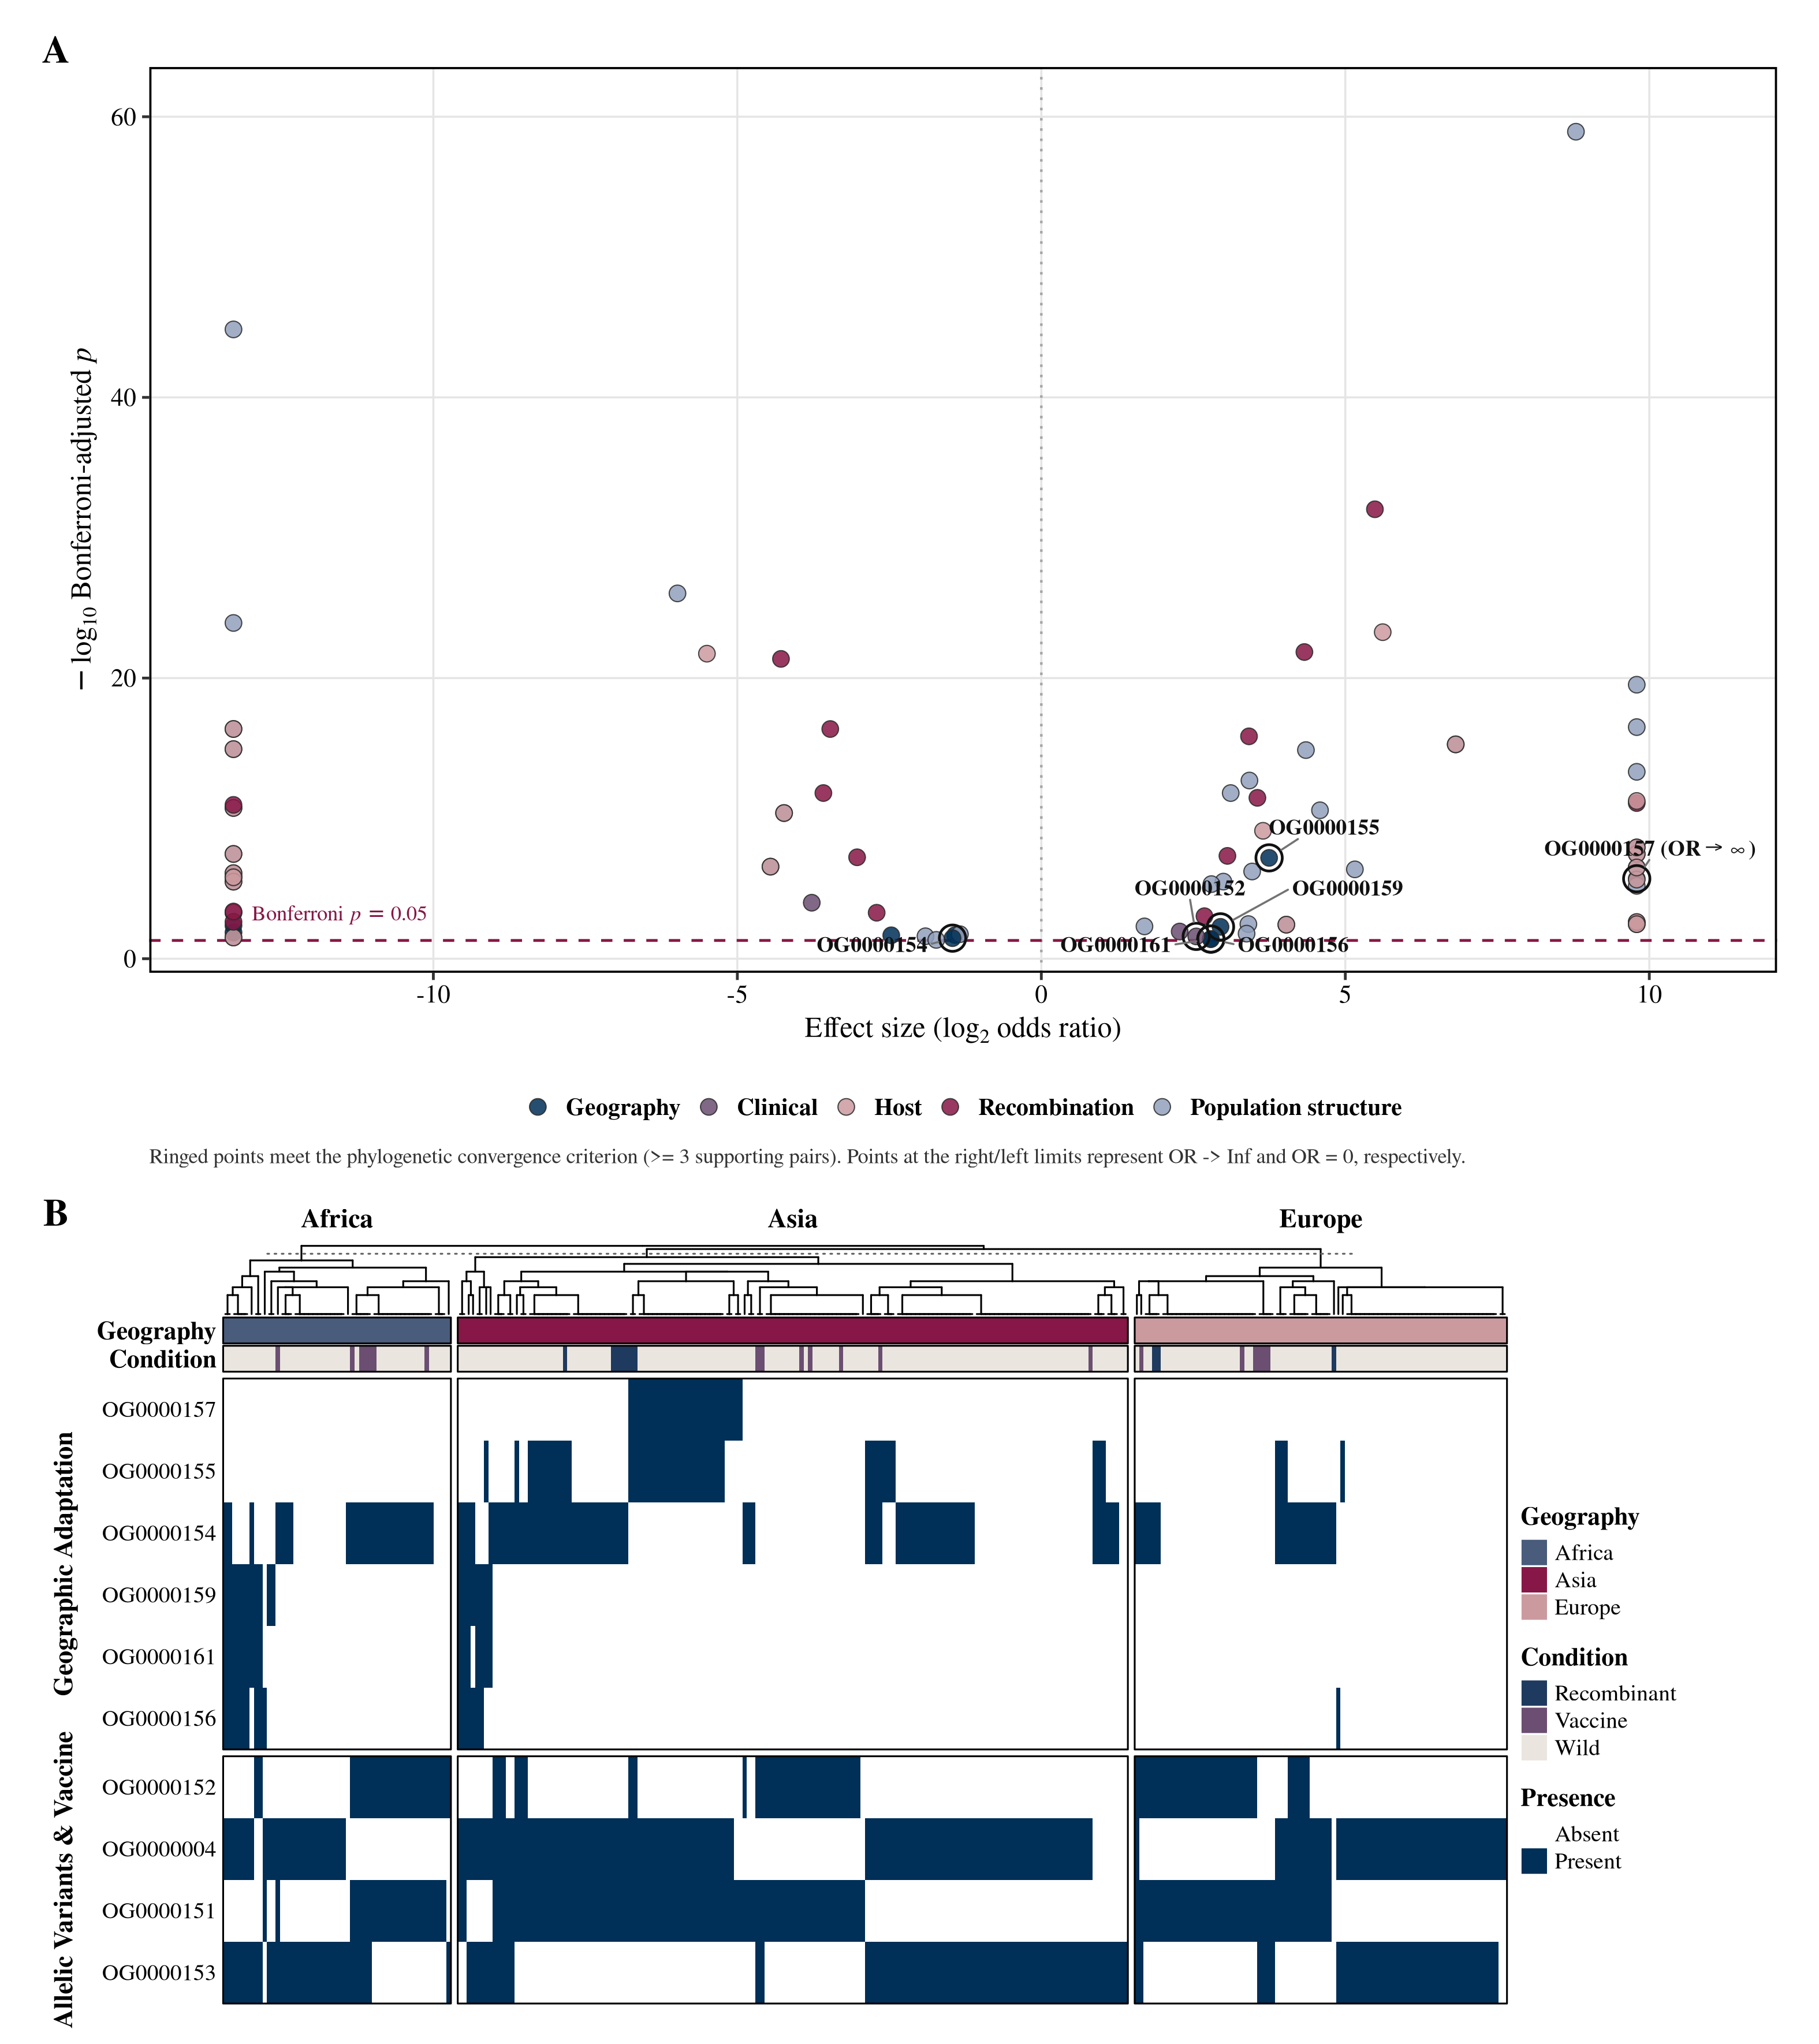 A
60
40
20
0
− log10 Bonferroni-adjusted p
OG0000155
OG0000157 (OR → ∞)
OG0000152
OG0000159
Bonferroni p = 0.05
OG0000154
OG0000161
OG0000156
-10
-5
0
5
10
Effect size (log2 odds ratio)
Geography
Clinical
Host
Recombination
Population structure
Ringed points meet the phylogenetic convergence criterion (>= 3 supporting pairs). Points at the right/left limits represent OR -> Inf and OR = 0, respectively.
B
Africa
Asia
Europe
Geography
Condition
Geographic Adaptation
OG0000157
OG0000155
OG0000154
OG0000159
OG0000161
OG0000156
Allelic Variants & Vaccine
OG0000152
OG0000004
OG0000151
OG0000153
Geography
Africa
Asia
Europe
Condition
Recombinant
Vaccine
Wild
Presence
Absent
Present